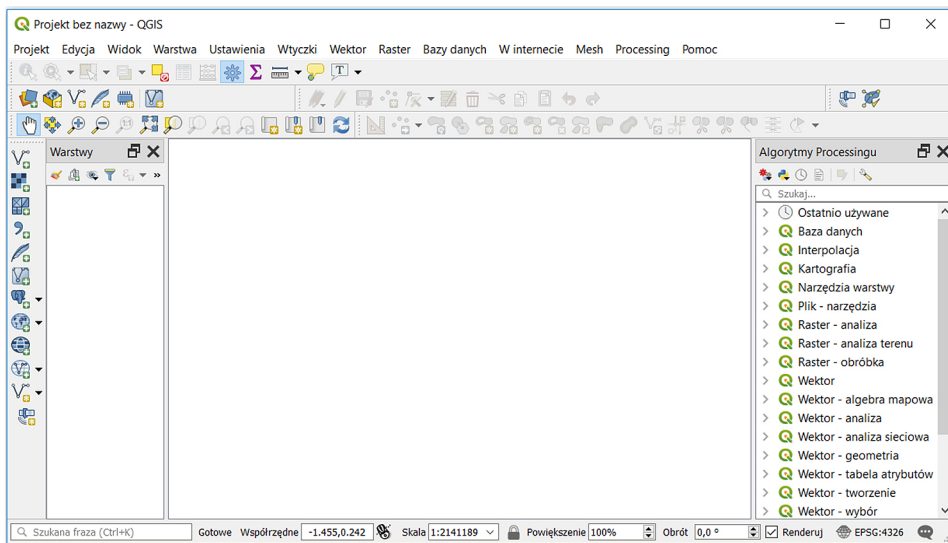 Projekt bez nazwy - QGIS
Projekt Edycja Widok Warstwa Ustawienia Wtyczki Wektor Raster Bazy danych W internecie Mesh Processing Pomoc
Warstwy
Algorytmy Processingu
Szukaj...
Ostatnio używane
Baza danych
Interpolacja
Kartografia
Narzędzia warstwy
Plik - narzędzia
Raster - analiza
Raster - analiza terenu
Raster - obróbka
Wektor
Wektor - algebra mapowa
Wektor - analiza
Wektor - analiza sieciowa
Wektor - geometria
Wektor - tabela atrybutów
Wektor - tworzenie
Wektor - wybór
Szukana fraza (Ctrl+K) Gotowe Współrzędne -1.455,0.242 Skala 1:2141189 Powiększenie 100% Obrót 0,0 ° Renderuj EPSG:4326